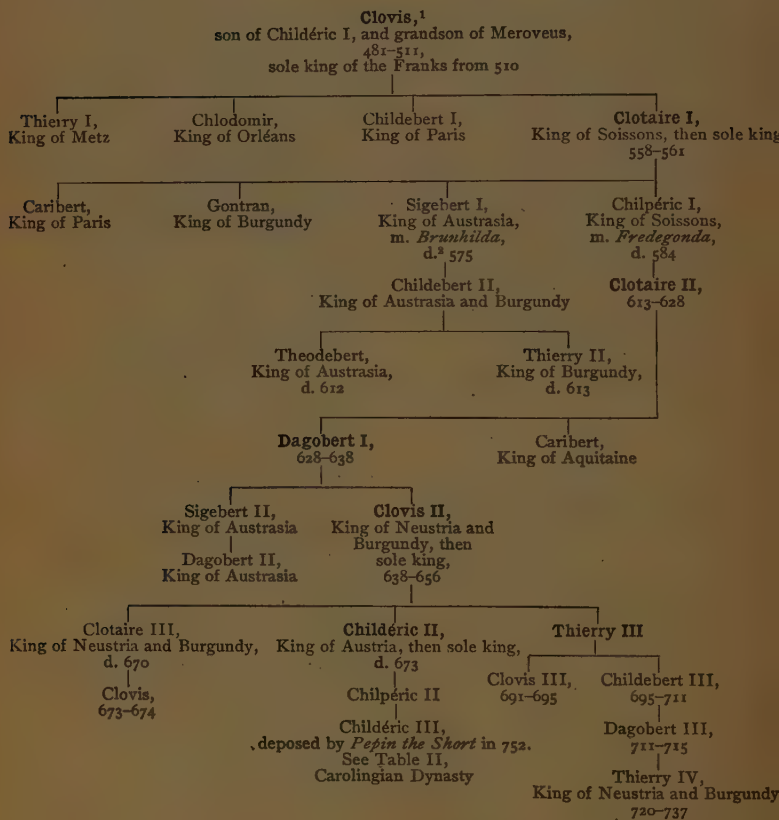 Clovis,¹
son of Childéric I, and grandson of Meroveus,
481–511,
sole king of the Franks from 510
Thierry I,
King of Metz
Chlodomir,
King of Orléans
Childebert I,
King of Paris
Clotaire I,
King of Soissons, then sole king
558–561
Caribert,
King of Paris
Gontran,
King of Burgundy
Sigebert I,
King of Austrasia,
m. Brunhilda,
d.² 575
Chilpéric I,
King of Soissons,
m. Fredegonda,
d. 584
Childebert II,
King of Austrasia and Burgundy
Clotaire II,
613–628
Theodebert,
King of Austrasia,
d. 612
Thierry II,
King of Burgundy,
d. 613
Dagobert I,
628–638
Caribert,
King of Aquitaine
Sigebert II,
King of Austrasia
Dagobert II,
King of Austrasia
Clovis II,
King of Neustria and
Burgundy, then
sole king,
638–656
Clotaire III,
King of Neustria and Burgundy,
d. 670
Clovis,
673–674
Childéric II,
King of Austria, then sole king,
d. 673
Chilpéric II
Childéric III,
deposed by Pepin the Short in 752.
See Table II,
Carolingian Dynasty
Thierry III
Clovis III,
691–695
Childebert III,
695–711
Dagobert III,
711–715
Thierry IV,
King of Neustria and Burgundy
720–737